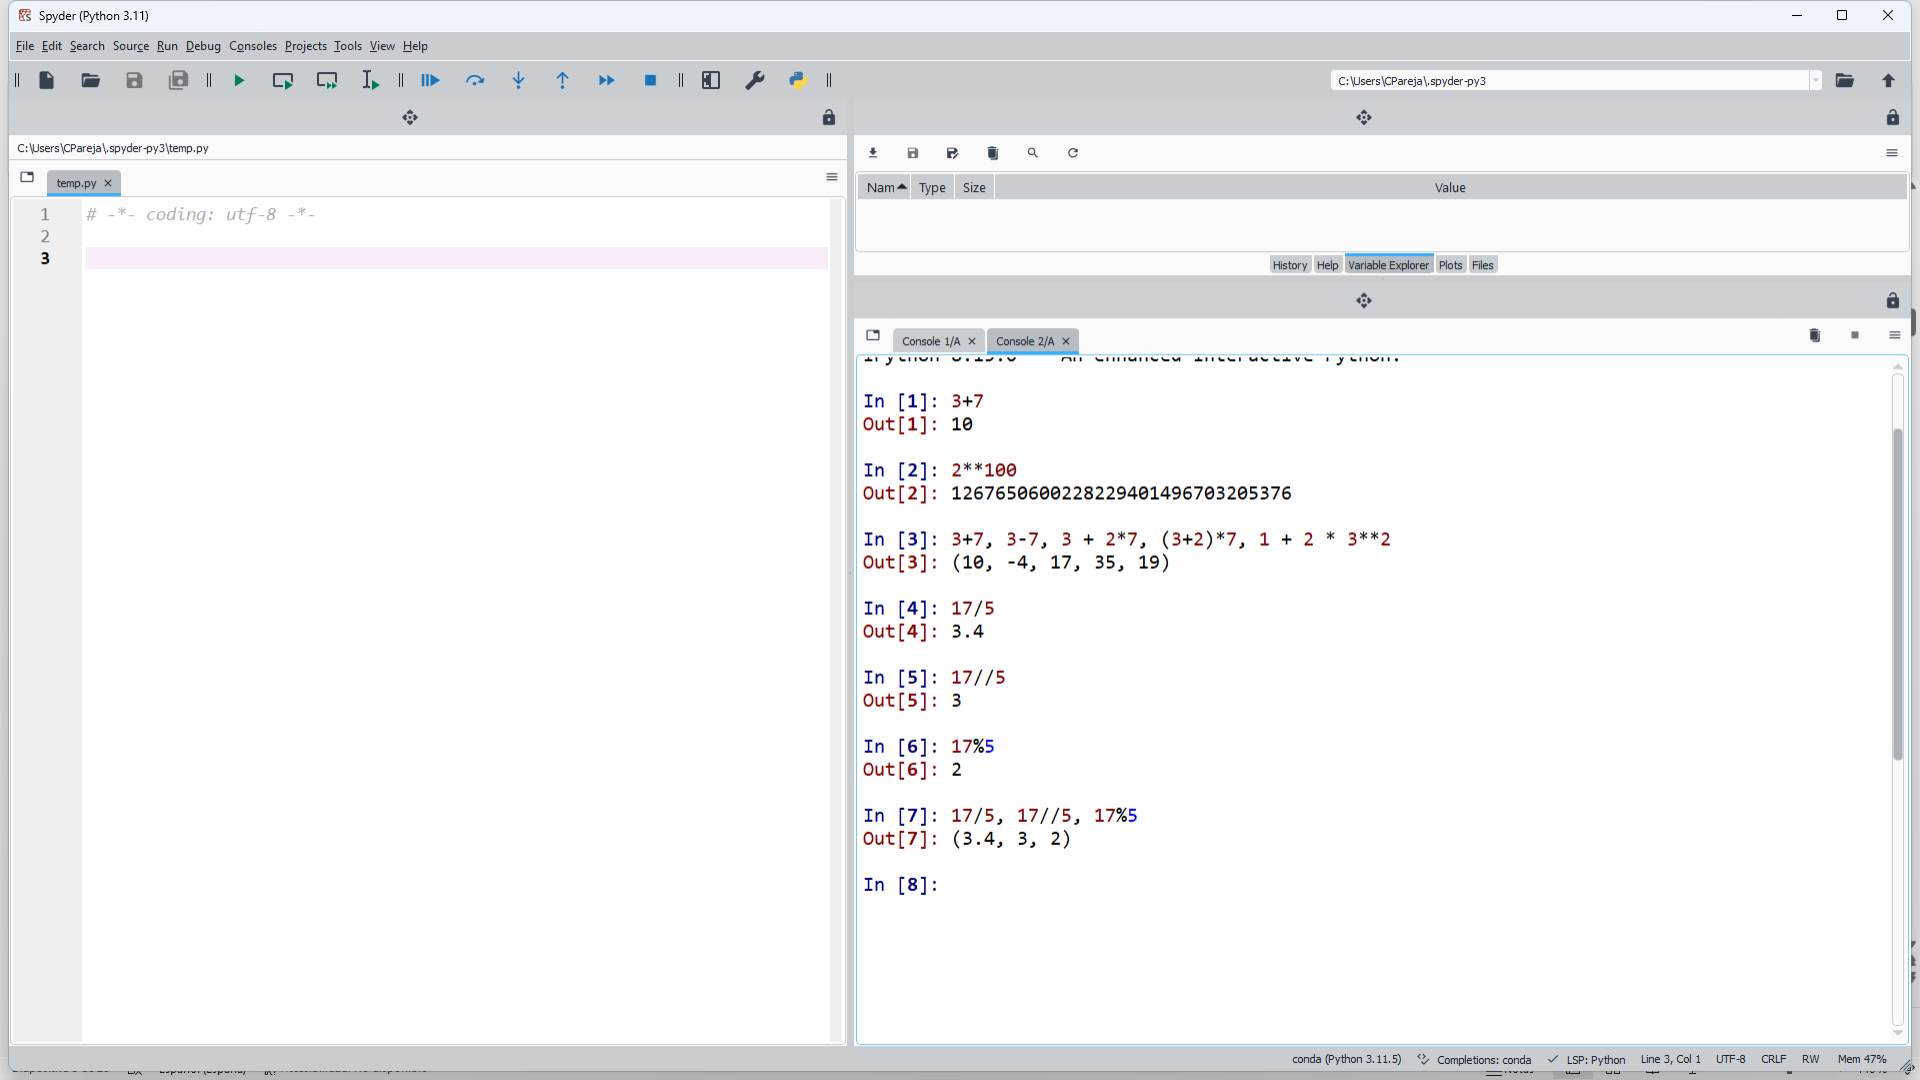 Spyder (Python 3.11)
File Edit Search Source Run Debug Consoles Projects Tools View Help
C:\Users\CPareja\.spyder-py3
C:\Users\CPareja\.spyder-py3\temp.py
temp.py
1 # -*- coding: utf-8 -*-
2
3
Nam Type Size Value
History Help Variable Explorer Plots Files
Console 1/A Console 2/A
An enhanced Interactive Python.
In [1]: 3+7
Out[1]: 10
In [2]: 2**100
Out[2]: 1267650600228229401496703205376
In [3]: 3+7, 3-7, 3 + 2*7, (3+2)*7, 1 + 2 * 3**2
Out[3]: (10, -4, 17, 35, 19)
In [4]: 17/5
Out[4]: 3.4
In [5]: 17//5
Out[5]: 3
In [6]: 17%5
Out[6]: 2
In [7]: 17/5, 17//5, 17%5
Out[7]: (3.4, 3, 2)
In [8]:
conda (Python 3.11.5) Completions: conda LSP: Python Line 3, Col 1 UTF-8 CRLF RW Mem 47%